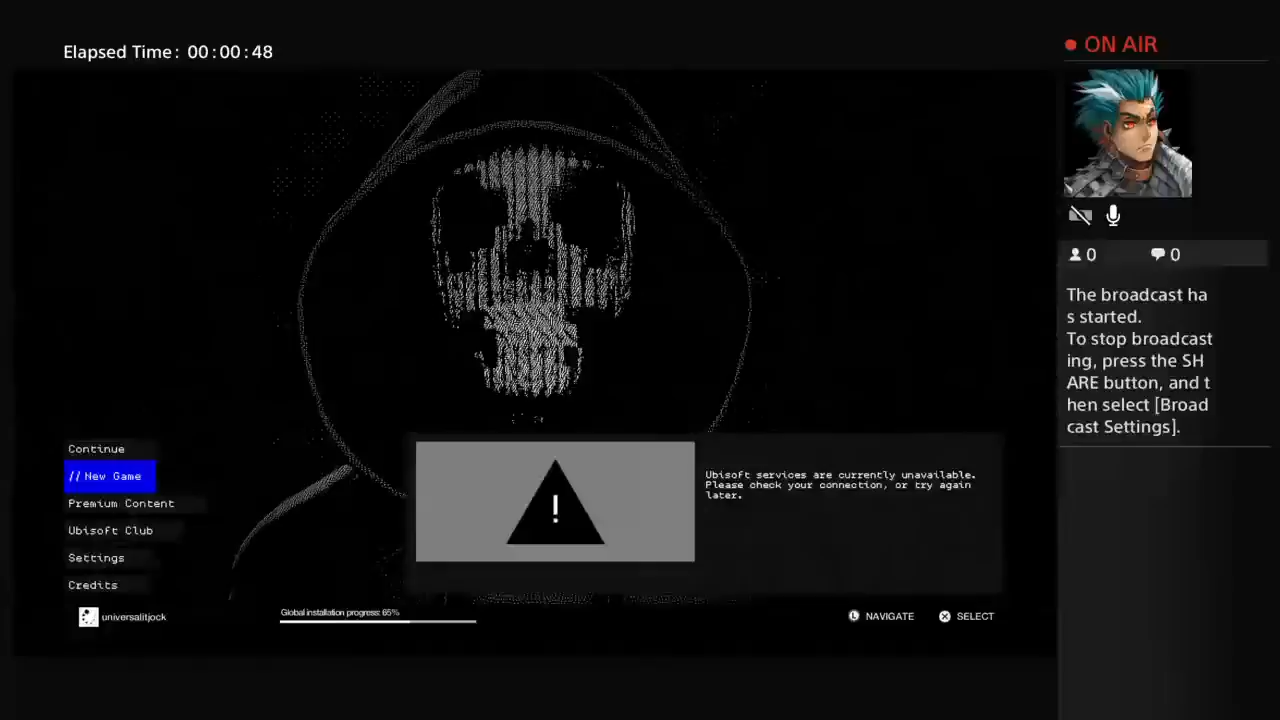 Elapsed Time: 00:00:48
ON AIR
0 0
The broadcast ha
s started.
To stop broadcast
ing, press the SH
ARE button, and t
hen select [Broad
cast Settings].
Continue
// New Game
Premium Content
Ubisoft Club
Settings
Credits
!
Ubisoft services are currently unavailable.
Please check your connection, or try again
later.
universalitjock
Global installation progress: 65%
L NAVIGATE X SELECT